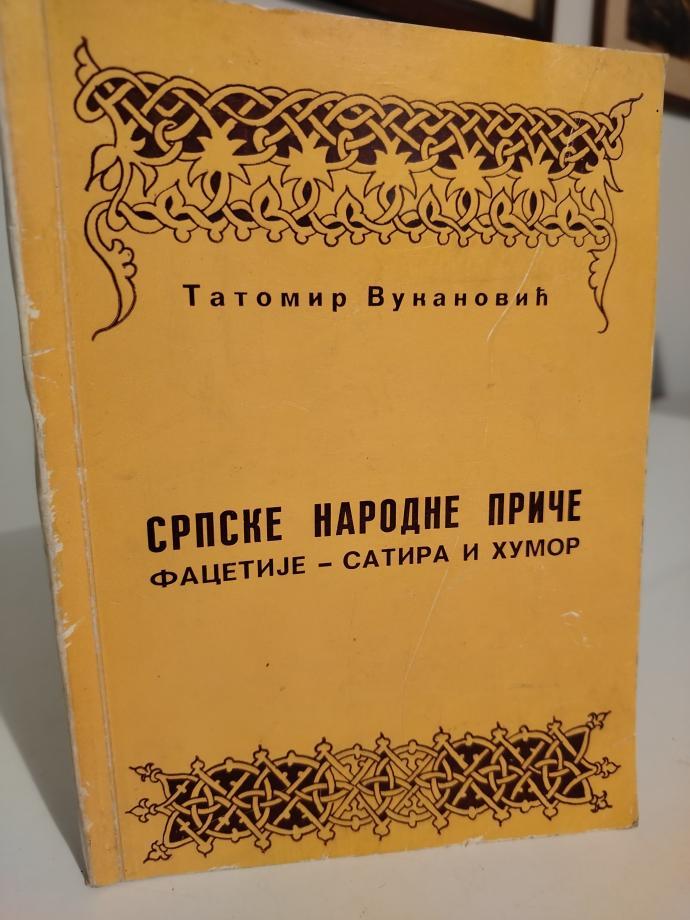 Татомир Вукановић
СРПСКЕ НАРОДНЕ ПРИЧЕ
ФАЦЕТИЈЕ – САТИРА И ХУМОР